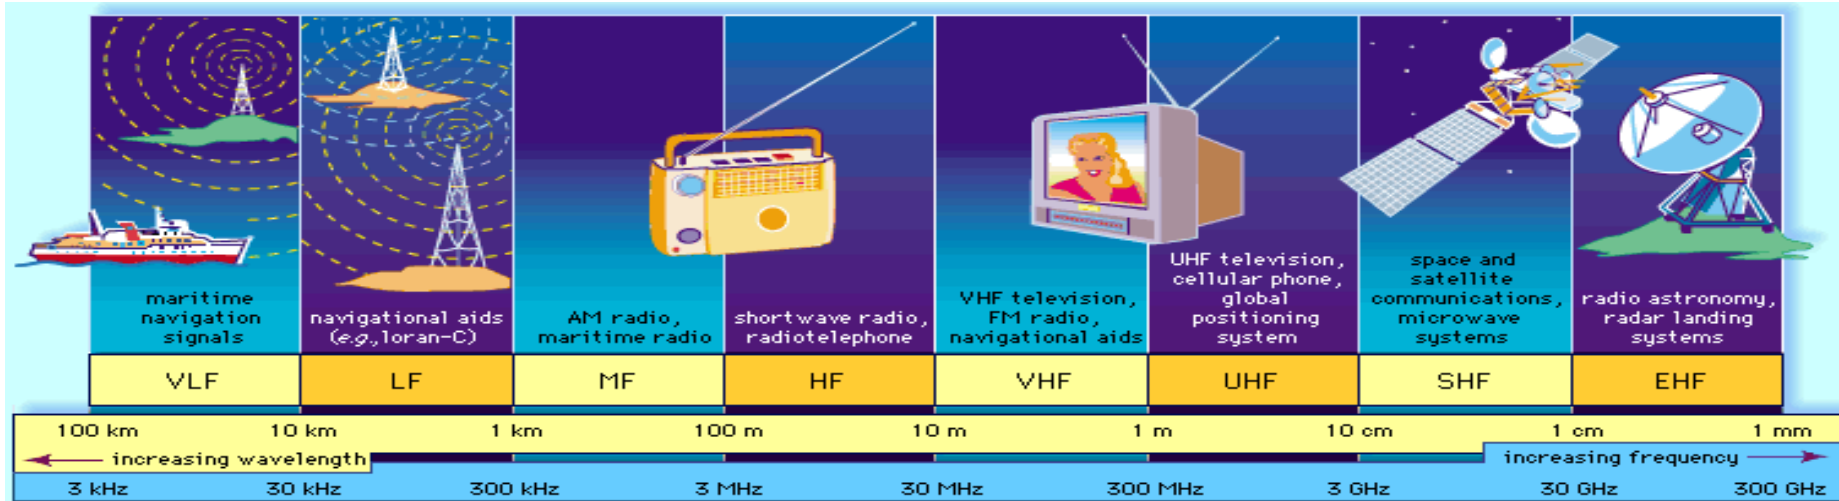 maritime
navigation
signals
navigational aids
(e.g.,loran-C)
AM radio,
maritime radio
shortwave radio,
radiotelephone
VHF television,
FM radio,
navigational aids
UHF television,
cellular phone,
global
positioning
system
space and
satellite
communications,
microwave
systems
radio astronomy,
radar landing
systems
VLF LF MF HF VHF UHF SHF EHF
100 km 10 km 1 km 100 m 10 m 1 m 10 cm 1 cm 1 mm
increasing wavelength
increasing frequency
3 kHz 30 kHz 300 kHz 3 MHz 30 MHz 300 MHz 3 GHz 30 GHz 300 GHz